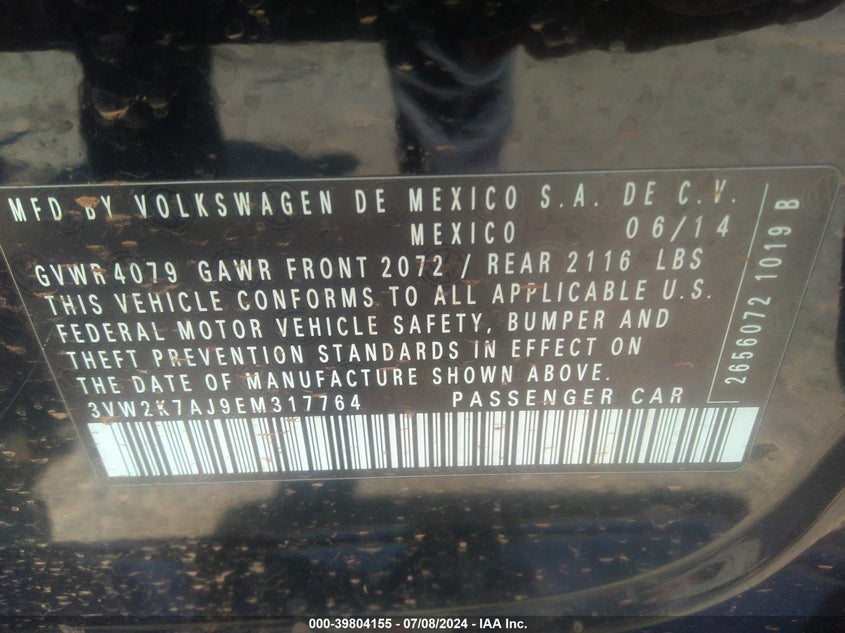 MFD BY VOLKSWAGEN DE MEXICO S.A. DE C.V.
MEXICO 06/14
GVWR 4079 GAWR FRONT 2072 / REAR 2116 LBS
THIS VEHICLE CONFORMS TO ALL APPLICABLE U.S.
FEDERAL MOTOR VEHICLE SAFETY, BUMPER AND
THEFT PREVENTION STANDARDS IN EFFECT ON
THE DATE OF MANUFACTURE SHOWN ABOVE.
3VW2K7AJ9EM317764 PASSENGER CAR
2656072 1019 B
000-39804155 - 07/08/2024 - IAA Inc.